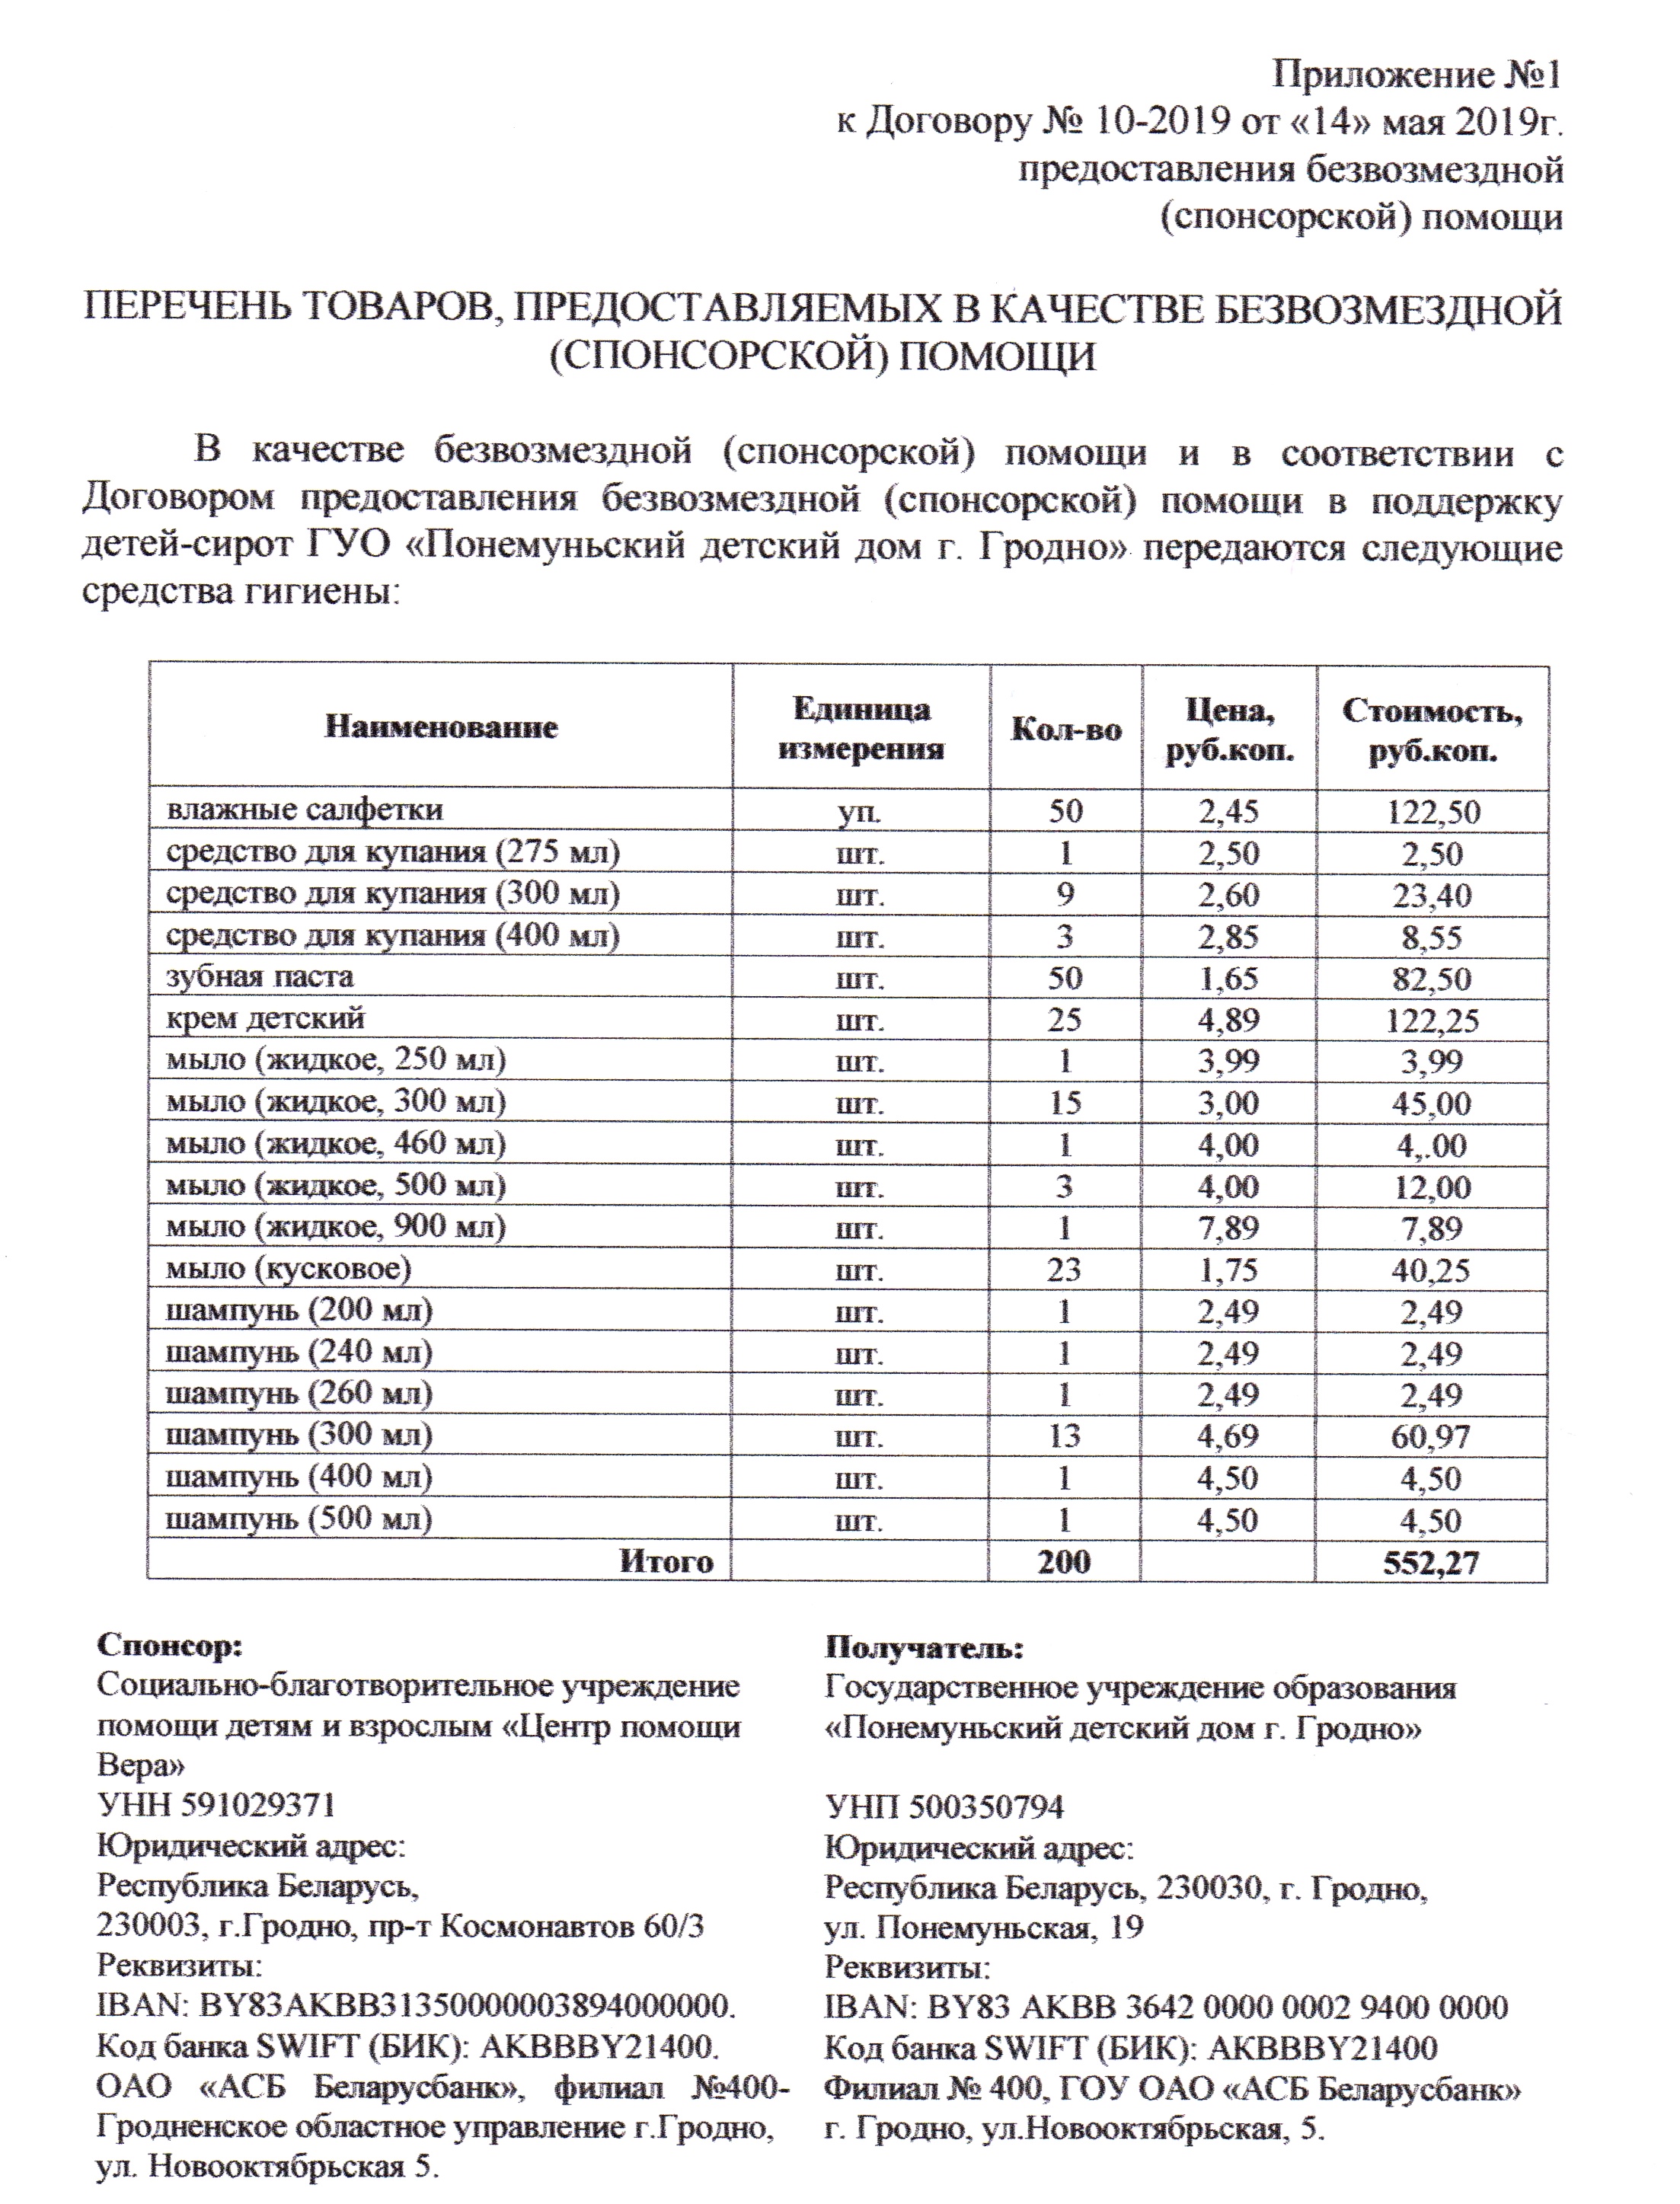 Приложение №1
к Договору № 10-2019 от «14» мая 2019г.
предоставления безвозмездной
(спонсорской) помощи
ПЕРЕЧЕНЬ ТОВАРОВ, ПРЕДОСТАВЛЯЕМЫХ В КАЧЕСТВЕ БЕЗВОЗМЕЗДНОЙ
(СПОНСОРСКОЙ) ПОМОЩИ
В качестве безвозмездной (спонсорской) помощи и в соответствии с
Договором предоставления безвозмездной (спонсорской) помощи в поддержку
детей-сирот ГУО «Понемуньский детский дом г. Гродно» передаются следующие
средства гигиены:
Наименование Единица измерения Кол-во Цена, руб.коп. Стоимость, руб.коп.
влажные салфетки уп. 50 2,45 122,50
средство для купания (275 мл) шт. 1 2,50 2,50
средство для купания (300 мл) шт. 9 2,60 23,40
средство для купания (400 мл) шт. 3 2,85 8,55
зубная паста шт. 50 1,65 82,50
крем детский шт. 25 4,89 122,25
мыло (жидкое, 250 мл) шт. 1 3,99 3,99
мыло (жидкое, 300 мл) шт. 15 3,00 45,00
мыло (жидкое, 460 мл) шт. 1 4,00 4,.00
мыло (жидкое, 500 мл) шт. 3 4,00 12,00
мыло (жидкое, 900 мл) шт. 1 7,89 7,89
мыло (кусковое) шт. 23 1,75 40,25
шампунь (200 мл) шт. 1 2,49 2,49
шампунь (240 мл) шт. 1 2,49 2,49
шампунь (260 мл) шт. 1 2,49 2,49
шампунь (300 мл) шт. 13 4,69 60,97
шампунь (400 мл) шт. 1 4,50 4,50
шампунь (500 мл) шт. 1 4,50 4,50
Итого 200 552,27
Спонсор:
Социально-благотворительное учреждение
помощи детям и взрослым «Центр помощи
Вера»
УНН 591029371
Юридический адрес:
Республика Беларусь,
230003, г.Гродно, пр-т Космонавтов 60/3
Реквизиты:
IBAN: BY83AKBB31350000003894000000.
Код банка SWIFT (БИК): AKBBBY21400.
ОАО «АСБ Беларусбанк», филиал №400-
Гродненское областное управление г.Гродно,
ул. Новооктябрьская 5.
Получатель:
Государственное учреждение образования
«Понемуньский детский дом г. Гродно»
УНП 500350794
Юридический адрес:
Республика Беларусь, 230030, г. Гродно,
ул. Понемуньская, 19
Реквизиты:
IBAN: BY83 AKBB 3642 0000 0002 9400 0000
Код банка SWIFT (БИК): AKBBBY21400
Филиал № 400, ГОУ ОАО «АСБ Беларусбанк»
г. Гродно, ул.Новооктябрьская, 5.